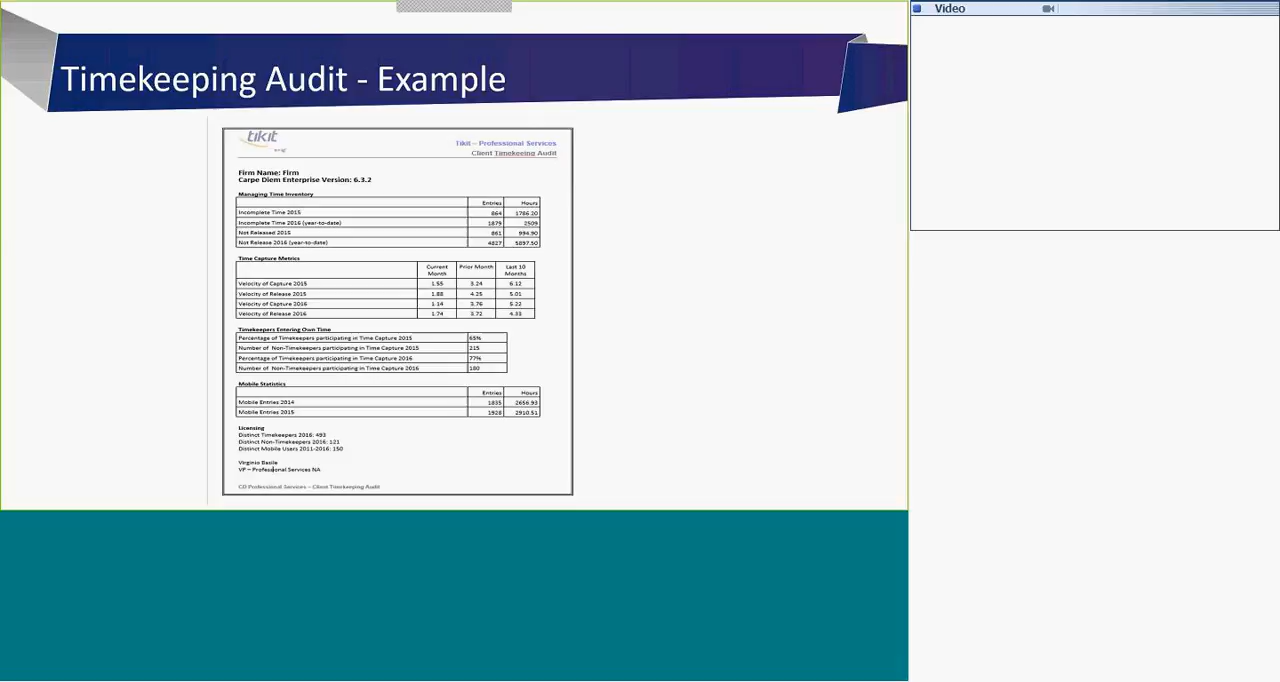 Video
Timekeeping Audit - Example
tikit
Tikit – Professional Services
Client Timekeeing Audit
Firm Name: Firm
Carpe Diem Enterprise Version: 6.3.2
Managing Time Inventory
Entries Hours
Incomplete Time 2015 864 1786.20
Incomplete Time 2016 (year-to-date) 1879 2509
Not Released 2015 861 994.90
Not Release 2016 (year-to-date) 4827 5897.50
Time Capture Metrics
Current Month Prior Month Last 10 Months
Velocity of Capture 2015 1.55 3.24 6.12
Velocity of Release 2015 1.88 4.25 5.01
Velocity of Capture 2016 1.14 3.76 5.22
Velocity of Release 2016 1.74 3.72 4.33
Timekeepers Entering Own Time
Percentage of Timekeepers participating in Time Capture 2015 65%
Number of Non-Timekeepers participating in Time Capture 2015 215
Percentage of Timekeepers participating in Time Capture 2016 77%
Number of Non-Timekeepers participating in Time Capture 2016 180
Mobile Statistics
Entries Hours
Mobile Entries 2014 1835 2656.93
Mobile Entries 2015 1928 2910.51
Licensing
Distinct Timekeepers 2016: 493
Distinct Non-Timekeepers 2016: 121
Distinct Mobile Users 2011-2016: 150
Virginio Basile
VP – Professional Services NA
CD Professional Services – Client Timekeeping Audit